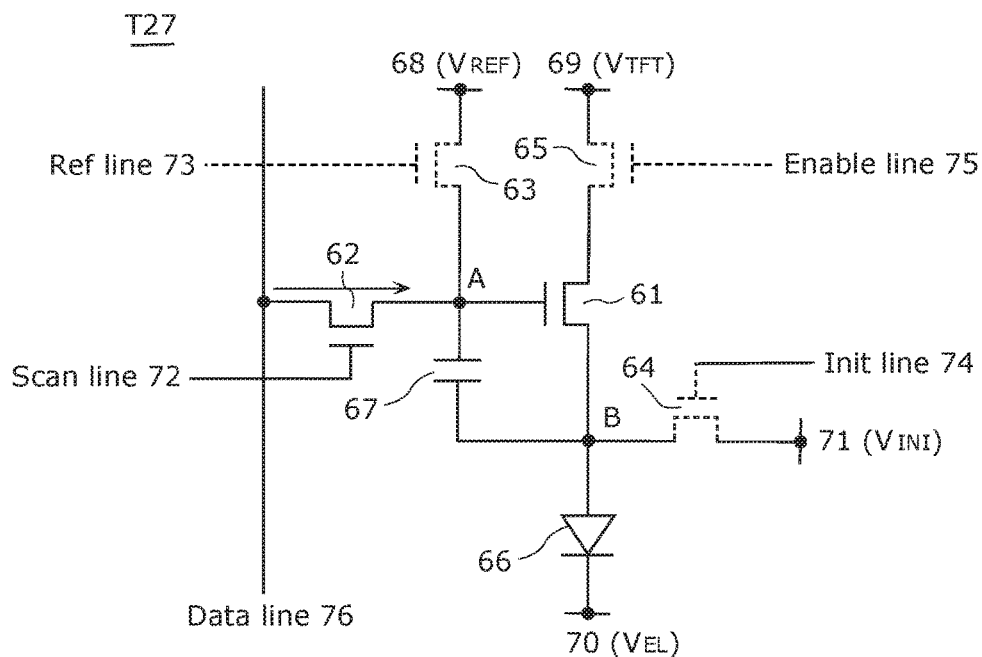 T27
68 (VREF) 69 (VTFT)
Ref line 73
63
65
Enable line 75
62
A
61
Scan line 72
67
64
Init line 74
B
71 (VINI)
66
Data line 76
70 (VEL)